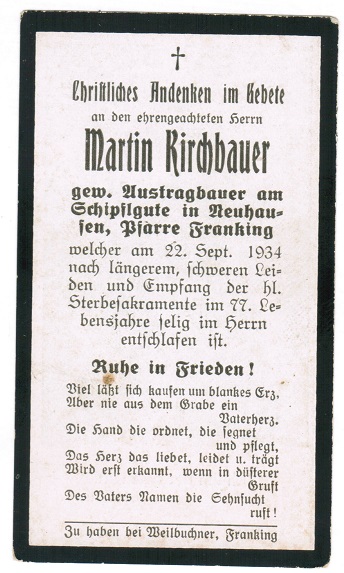 Christliches Andenken im Gebete
an den ehrengeachteten Herrn
Martin Kirchbauer
gew. Austragbauer am
Schipflgute in Neuhau-
sen, Pfarre Franking
welcher am 22. Sept. 1934
nach längerem, schweren Lei-
den und Empfang der hl.
Sterbesakramente im 77. Le-
bensjahre selig im Herrn
entschlafen ist.
Ruhe in Frieden!
Viel läßt sich kaufen um blankes Erz,
Aber nie aus dem Grabe ein
Vaterherz.
Die Hand die ordnet, die segnet
und pflegt,
Das Herz das liebet, leidet u. trägt
Wird erst erkannt, wenn in düsterer
Gruft
Des Vaters Namen die Sehnsucht
ruft!
Zu haben bei Weilbuchner, Franking